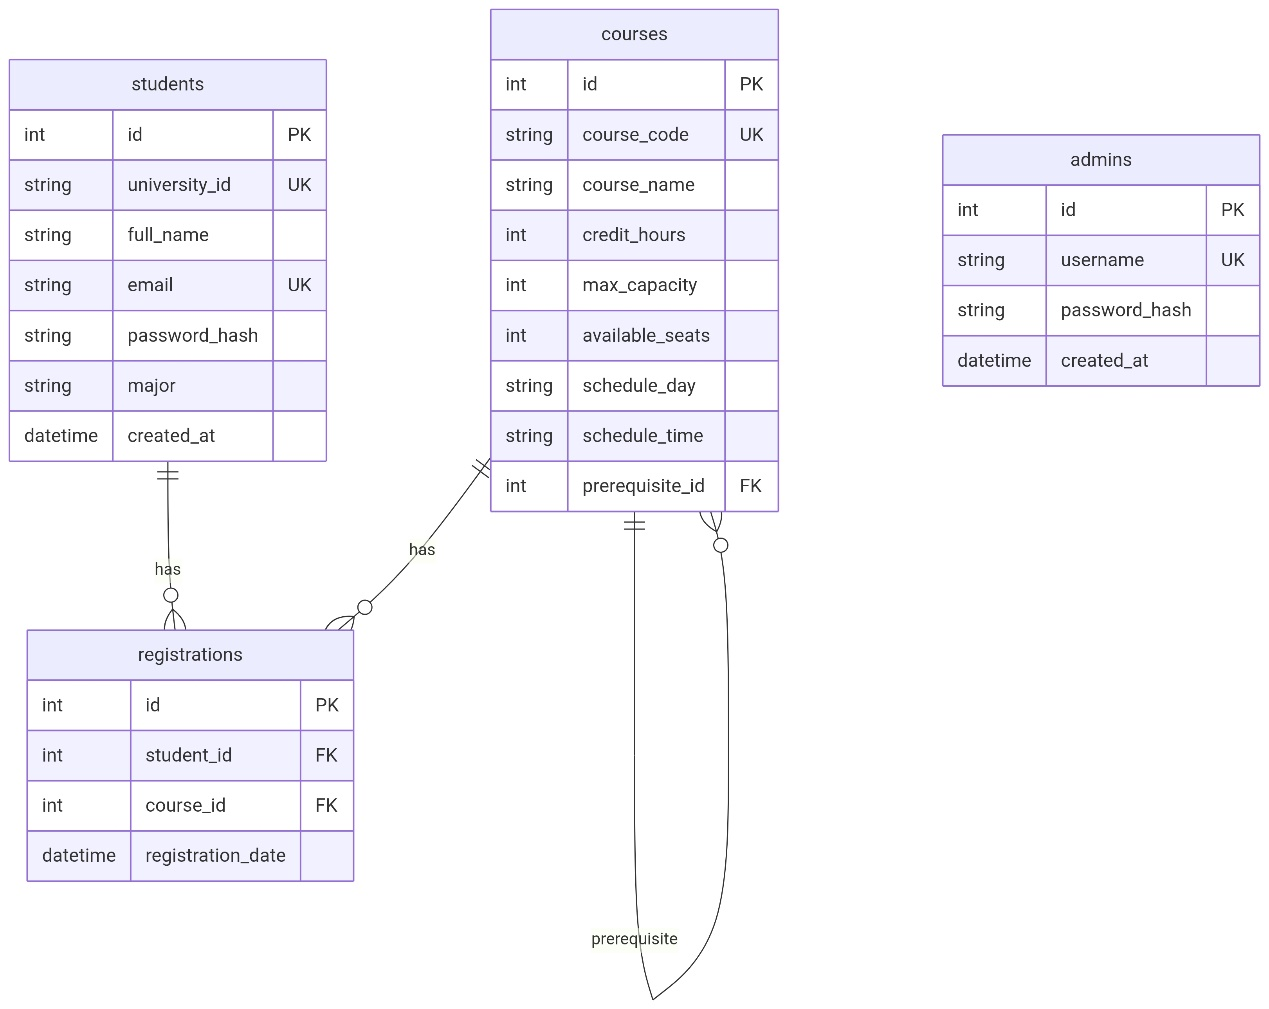 students
int id PK
string university_id UK
string full_name
string email UK
string password_hash
string major
datetime created_at
courses
int id PK
string course_code UK
string course_name
int credit_hours
int max_capacity
int available_seats
string schedule_day
string schedule_time
int prerequisite_id FK
admins
int id PK
string username UK
string password_hash
datetime created_at
has
has
registrations
int id PK
int student_id FK
int course_id FK
datetime registration_date
prerequisite